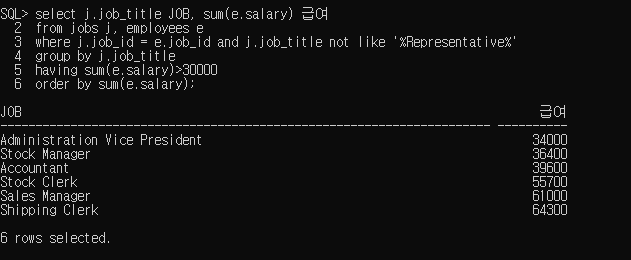 SQL> select j.job_title JOB, sum(e.salary) 급여
  2  from jobs j, employees e
  3  where j.job_id = e.job_id and j.job_title not like '%Representative%'
  4  group by j.job_title
  5  having sum(e.salary)>30000
  6  order by sum(e.salary);
JOB 급여
---------------------------------------------------------------------- ----------
Administration Vice President 34000
Stock Manager 36400
Accountant 39600
Stock Clerk 55700
Sales Manager 61000
Shipping Clerk 64300
6 rows selected.